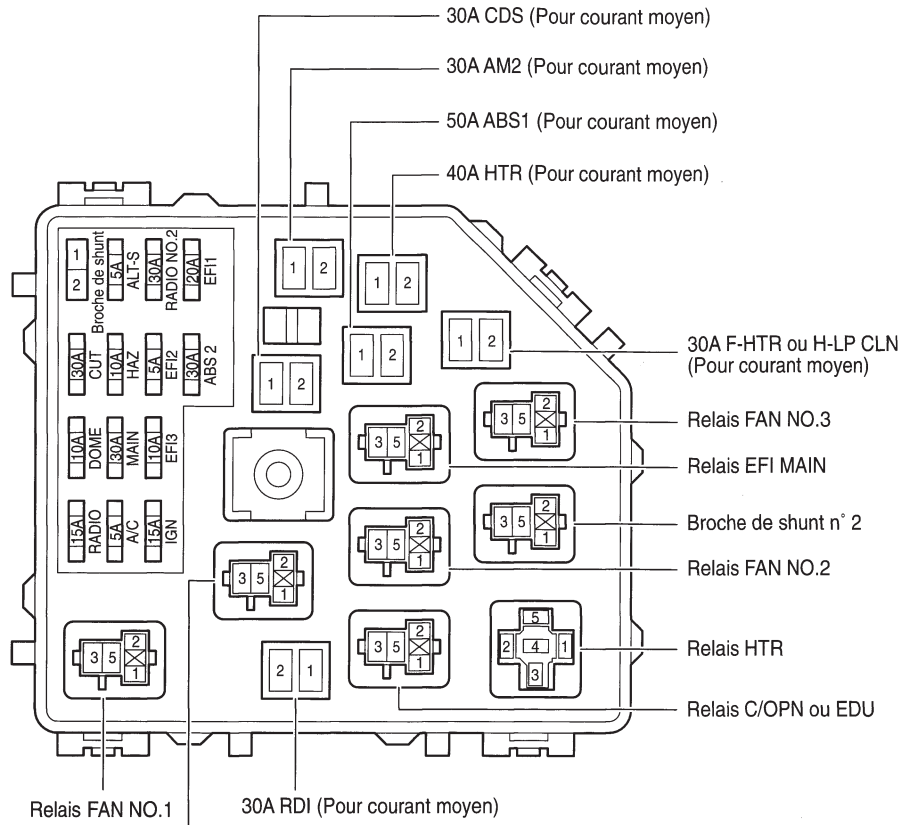 30A CDS (Pour courant moyen)
30A AM2 (Pour courant moyen)
50A ABS1 (Pour courant moyen)
40A HTR (Pour courant moyen)
1
2
Broche de shunt
5A
ALT-S
30A
RADIO NO.2
20A
EFI1
1 2
1 2
30A
CUT
10A
HAZ
5A
EFI2
30A
ABS 2
1 2
1 2
1 2
30A F-HTR ou H-LP CLN
(Pour courant moyen)
10A
DOME
30A
MAIN
10A
EFI3
3 5 2 1
Relais FAN NO.3
3 5 2 1
Relais EFI MAIN
15A
RADIO
5A
A/C
15A
IGN
3 5 2 1
Broche de shunt n° 2
3 5 2 1
Relais FAN NO.2
3 5 2 1
5
2 4 1
3
Relais HTR
3 5 2 1
2 1
3 5 2 1
Relais C/OPN ou EDU
Relais FAN NO.1
30A RDI (Pour courant moyen)